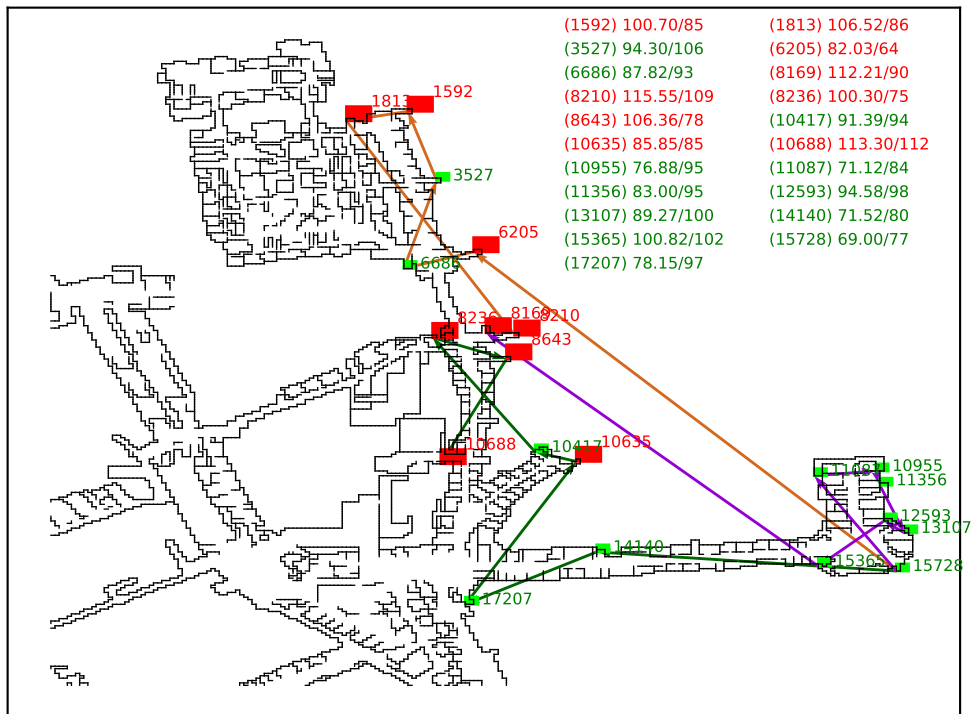 (1592) 100.70/85 (1813) 106.52/86
(3527) 94.30/106 (6205) 82.03/64
(6686) 87.82/93 (8169) 112.21/90
(8210) 115.55/109 (8236) 100.30/75
(8643) 106.36/78 (10417) 91.39/94
(10635) 85.85/85 (10688) 113.30/112
(10955) 76.88/95 (11087) 71.12/84
(11356) 83.00/95 (12593) 94.58/98
(13107) 89.27/100 (14140) 71.52/80
(15365) 100.82/102 (15728) 69.00/77
(17207) 78.15/97
1592
1813
3527
6205
6686
8169
8210
8236
8643
10635
10688
10417
10955
11087
11356
12593
13107
14140
15365
15728
17207